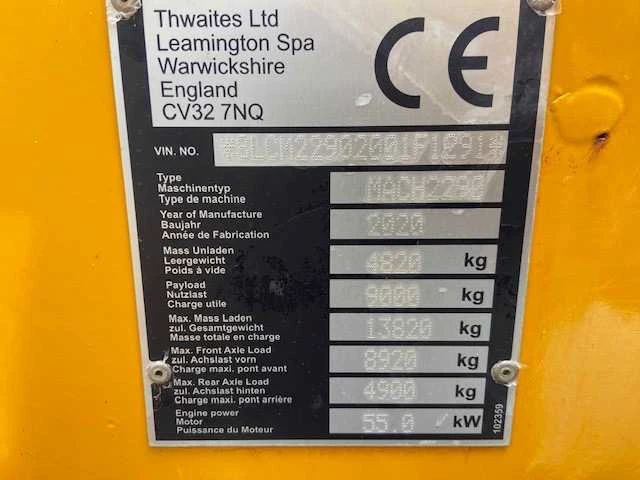 Thwaites Ltd
Leamington Spa
Warwickshire
England
CV32 7NQ
CE
VIN. NO. *SLCM22902001F1291*
Type
Maschinentyp
Type de machine
MACH2290
Year of Manufacture
Baujahr
Année de Fabrication
2020
Mass Unladen
Leergewicht
Poids à vide
4820 kg
Payload
Nutzlast
Charge utile
9000 kg
Max. Mass Laden
zul. Gesamtgewicht
Masse totale en charge
13820 kg
Max. Front Axle Load
zul. Achslast vorn
Charge maxi. pont avant
8920 kg
Max. Rear Axle Load
zul. Achslast hinten
Charge maxi. pont arrière
4900 kg
Engine power
Motor
Puissance du Moteur
55.0 kW
102359